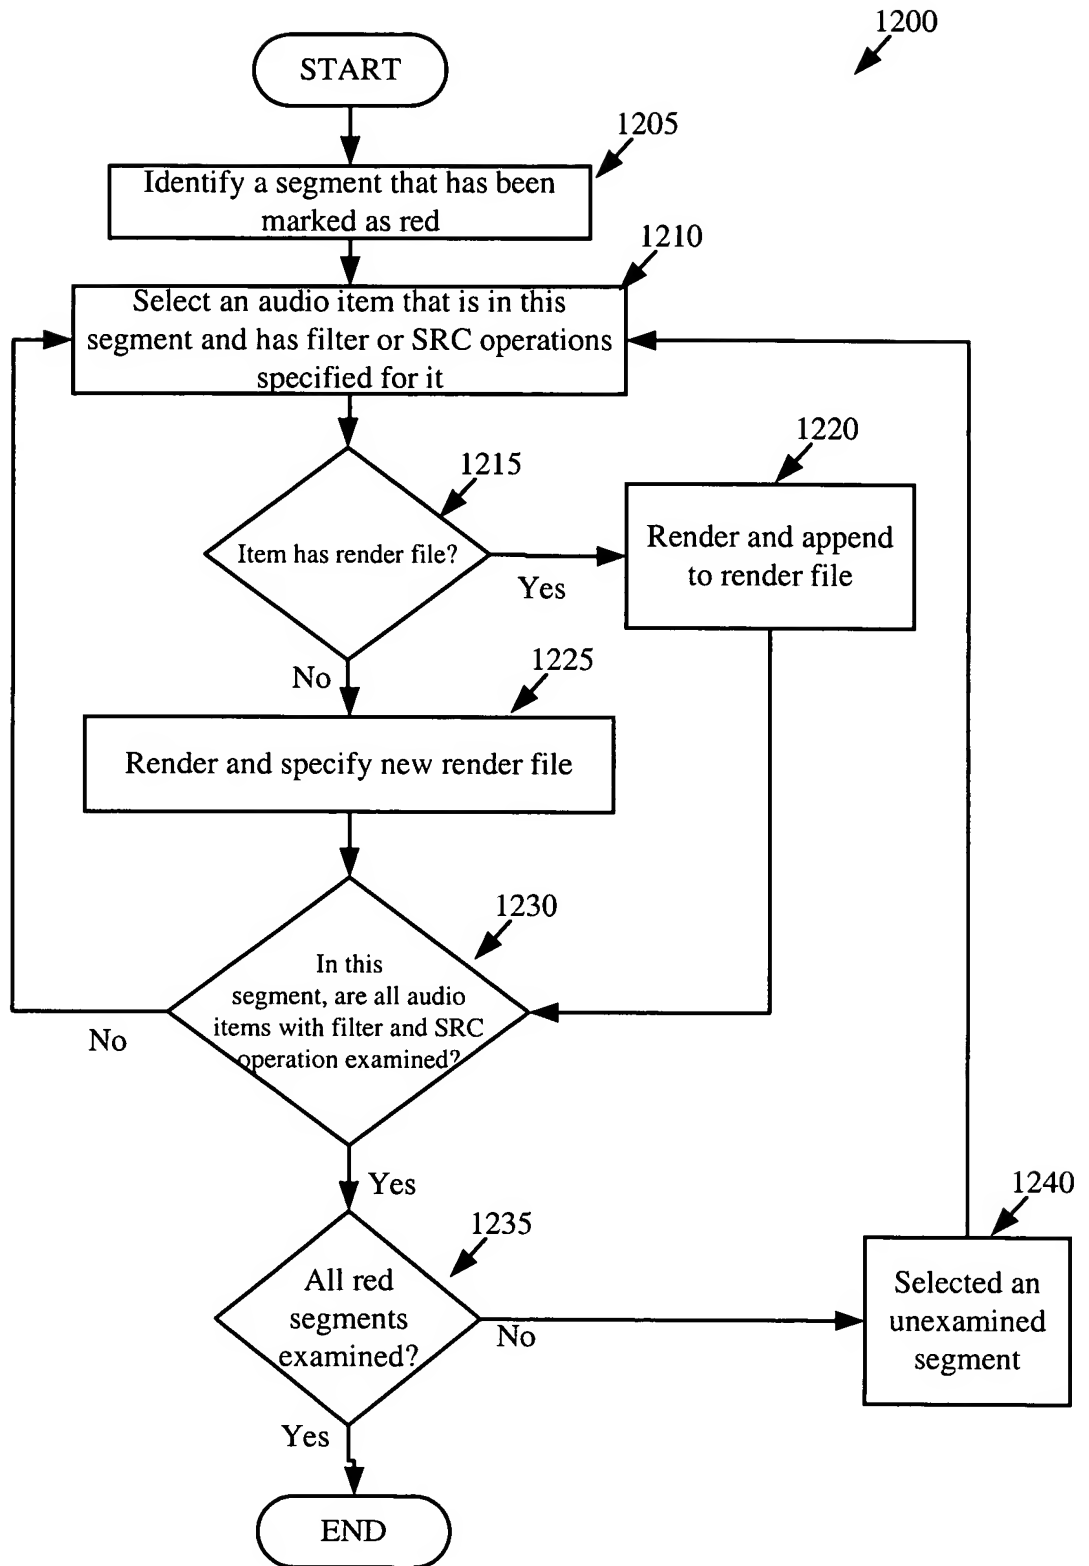 1200
START
1205
Identify a segment that has been
marked as red
1210
Select an audio item that is in this
segment and has filter or SRC operations
specified for it
1215
Item has render file?
Yes
1220
Render and append
to render file
No
1225
Render and specify new render file
1230
In this
segment, are all audio
items with filter and SRC
operation examined?
No
Yes
1235
All red
segments
examined?
No
1240
Selected an
unexamined
segment
Yes
END